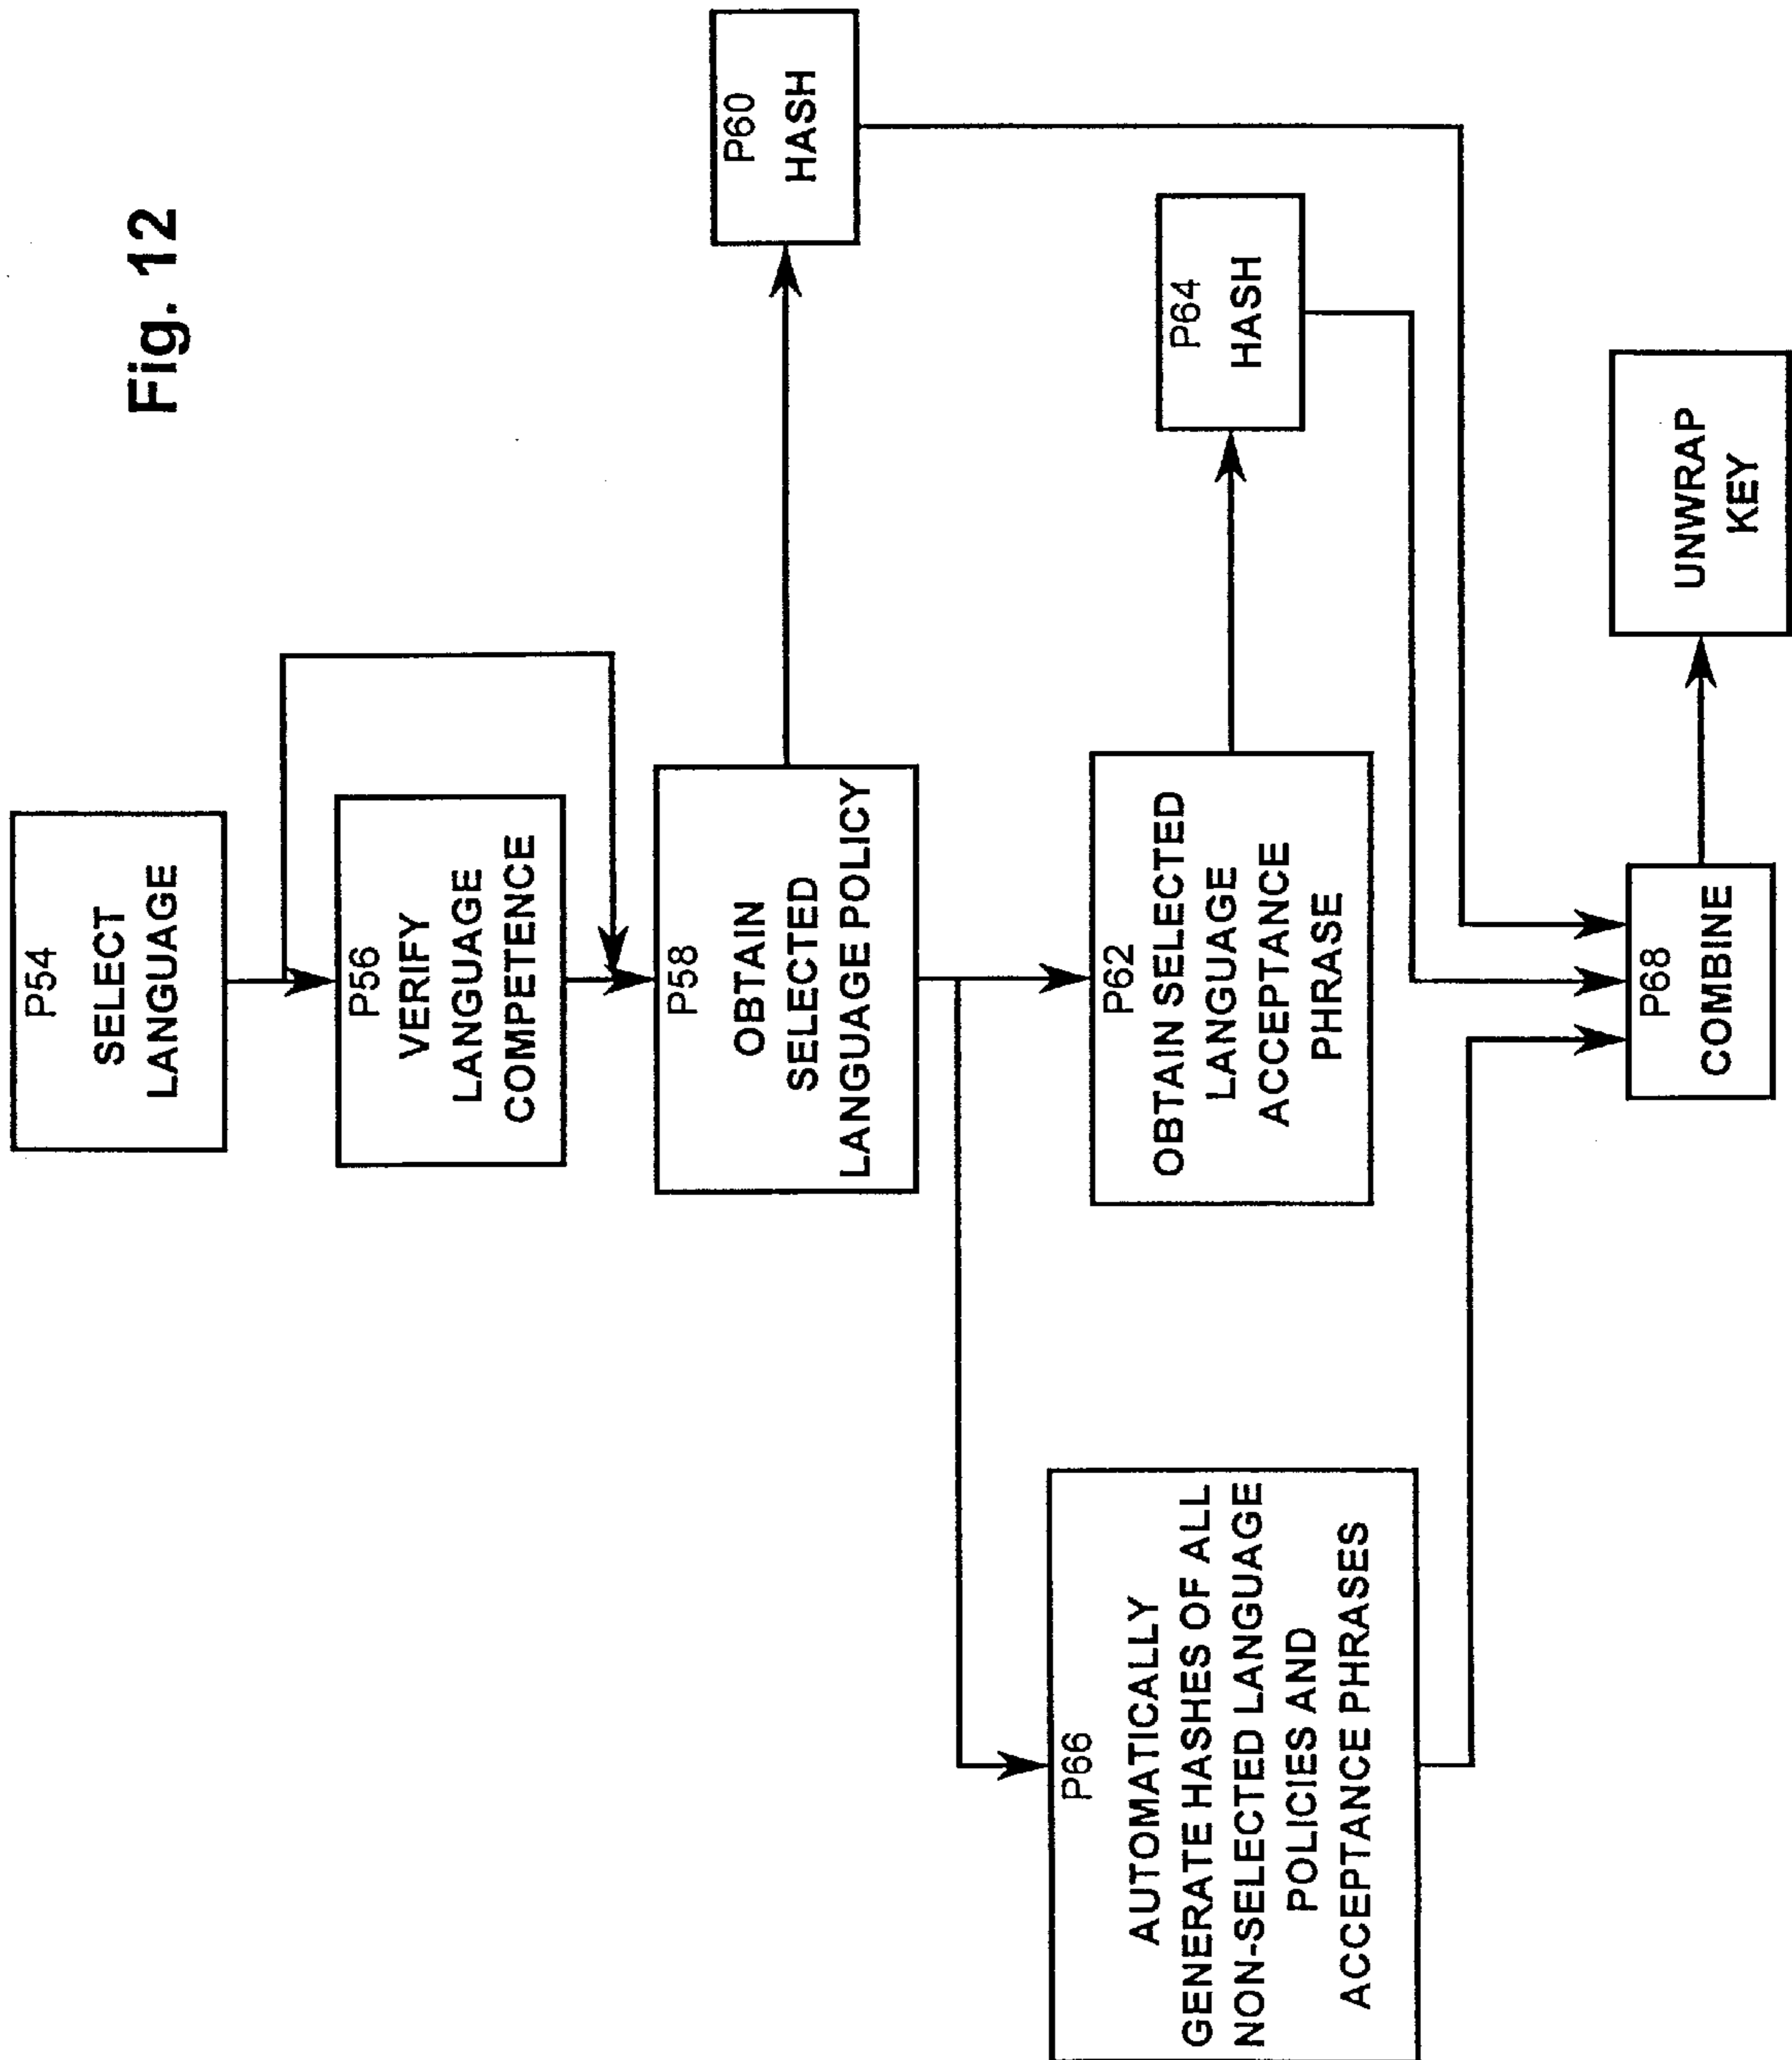 Fig. 12
P54
SELECT
LANGUAGE
P56
VERIFY
LANGUAGE
COMPETENCE
P58
OBTAIN
SELECTED
LANGUAGE POLICY
P60
HASH
P62
OBTAIN SELECTED
LANGUAGE
ACCEPTANCE
PHRASE
P64
HASH
P66
AUTOMATICALLY
GENERATE HASHES OF ALL
NON-SELECTED LANGUAGE
POLICIES AND
ACCEPTANCE PHRASES
P68
COMBINE
UNWRAP
KEY